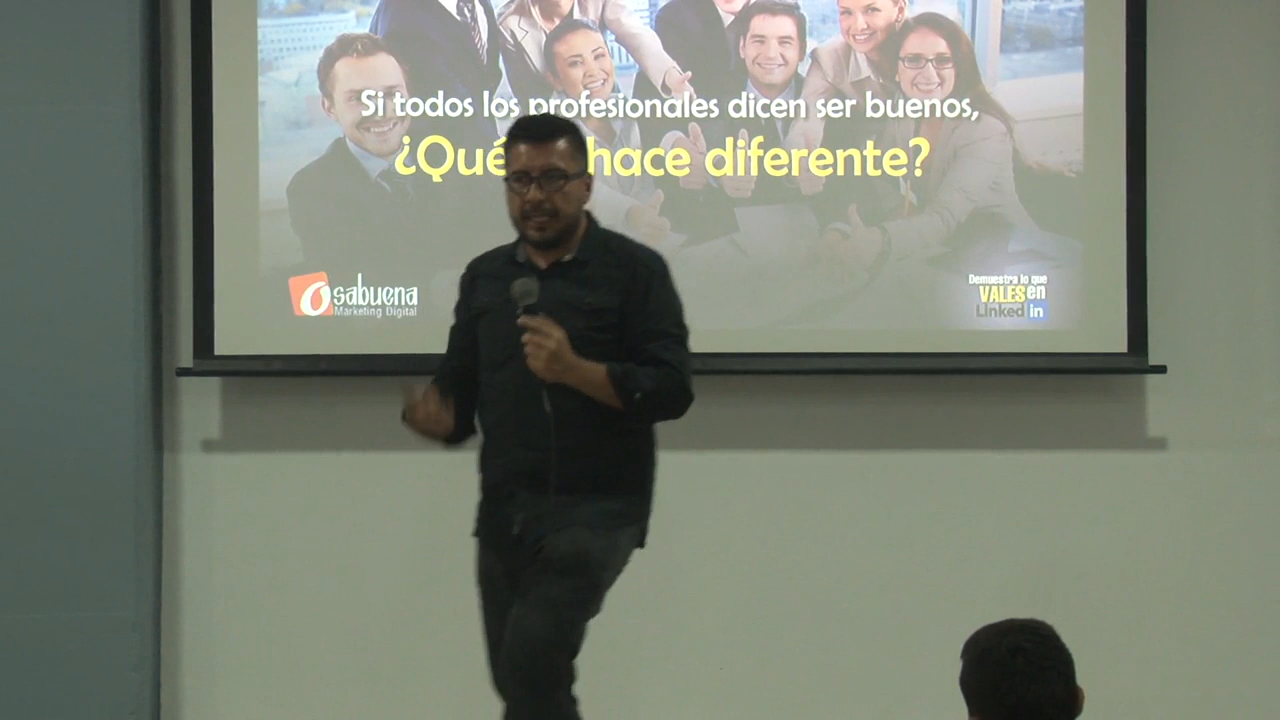 Si todos los profesionales dicen ser buenos,
¿Qué hace diferente?
Osabuena
Marketing Digital
Demuestra lo que
VALES en
Linked in